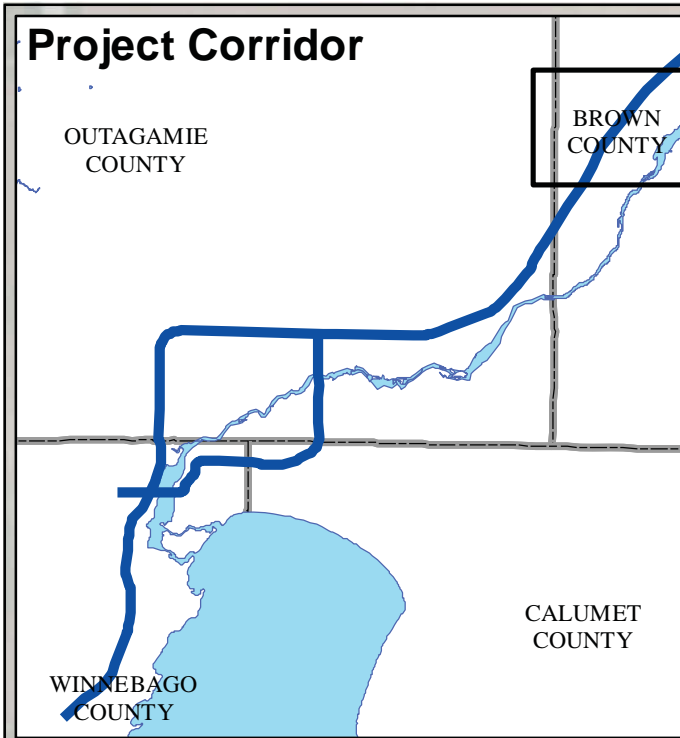 Project Corridor
OUTAGAMIE
COUNTY
BROWN
COUNTY
CALUMET
COUNTY
WINNEBAGO
COUNTY